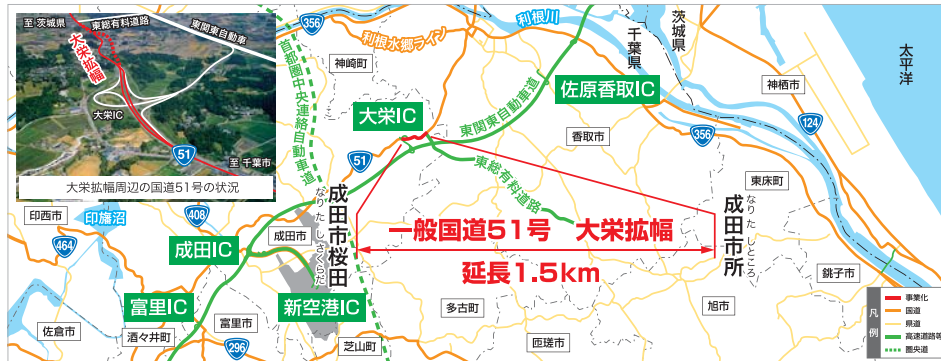 至 茨城県
東総有料道路
東関東自動車
大栄拡幅
大栄IC
51
至 千葉市
大栄拡幅周辺の国道51号の状況
356
利根川
利根水郷ライン
神崎町
首都圏中央連絡自動車道
大栄IC
51
東関東自動車道
佐原香取IC
千葉県
茨城県
神栖市
太平洋
124
356
香取市
東総有料道路
東庄町
印西市
印旛沼
408
464
成田市
成田IC
成田市桜田
なりたしさくらだ
一般国道51号 大栄拡幅
延長1.5km
成田市所
なりたしところ
新空港IC
富里IC
富里市
佐倉市
酒々井町
296
芝山町
多古町
匝瑳市
旭市
銚子市
凡例
事業化
国道
県道
高速道路等
圏央道